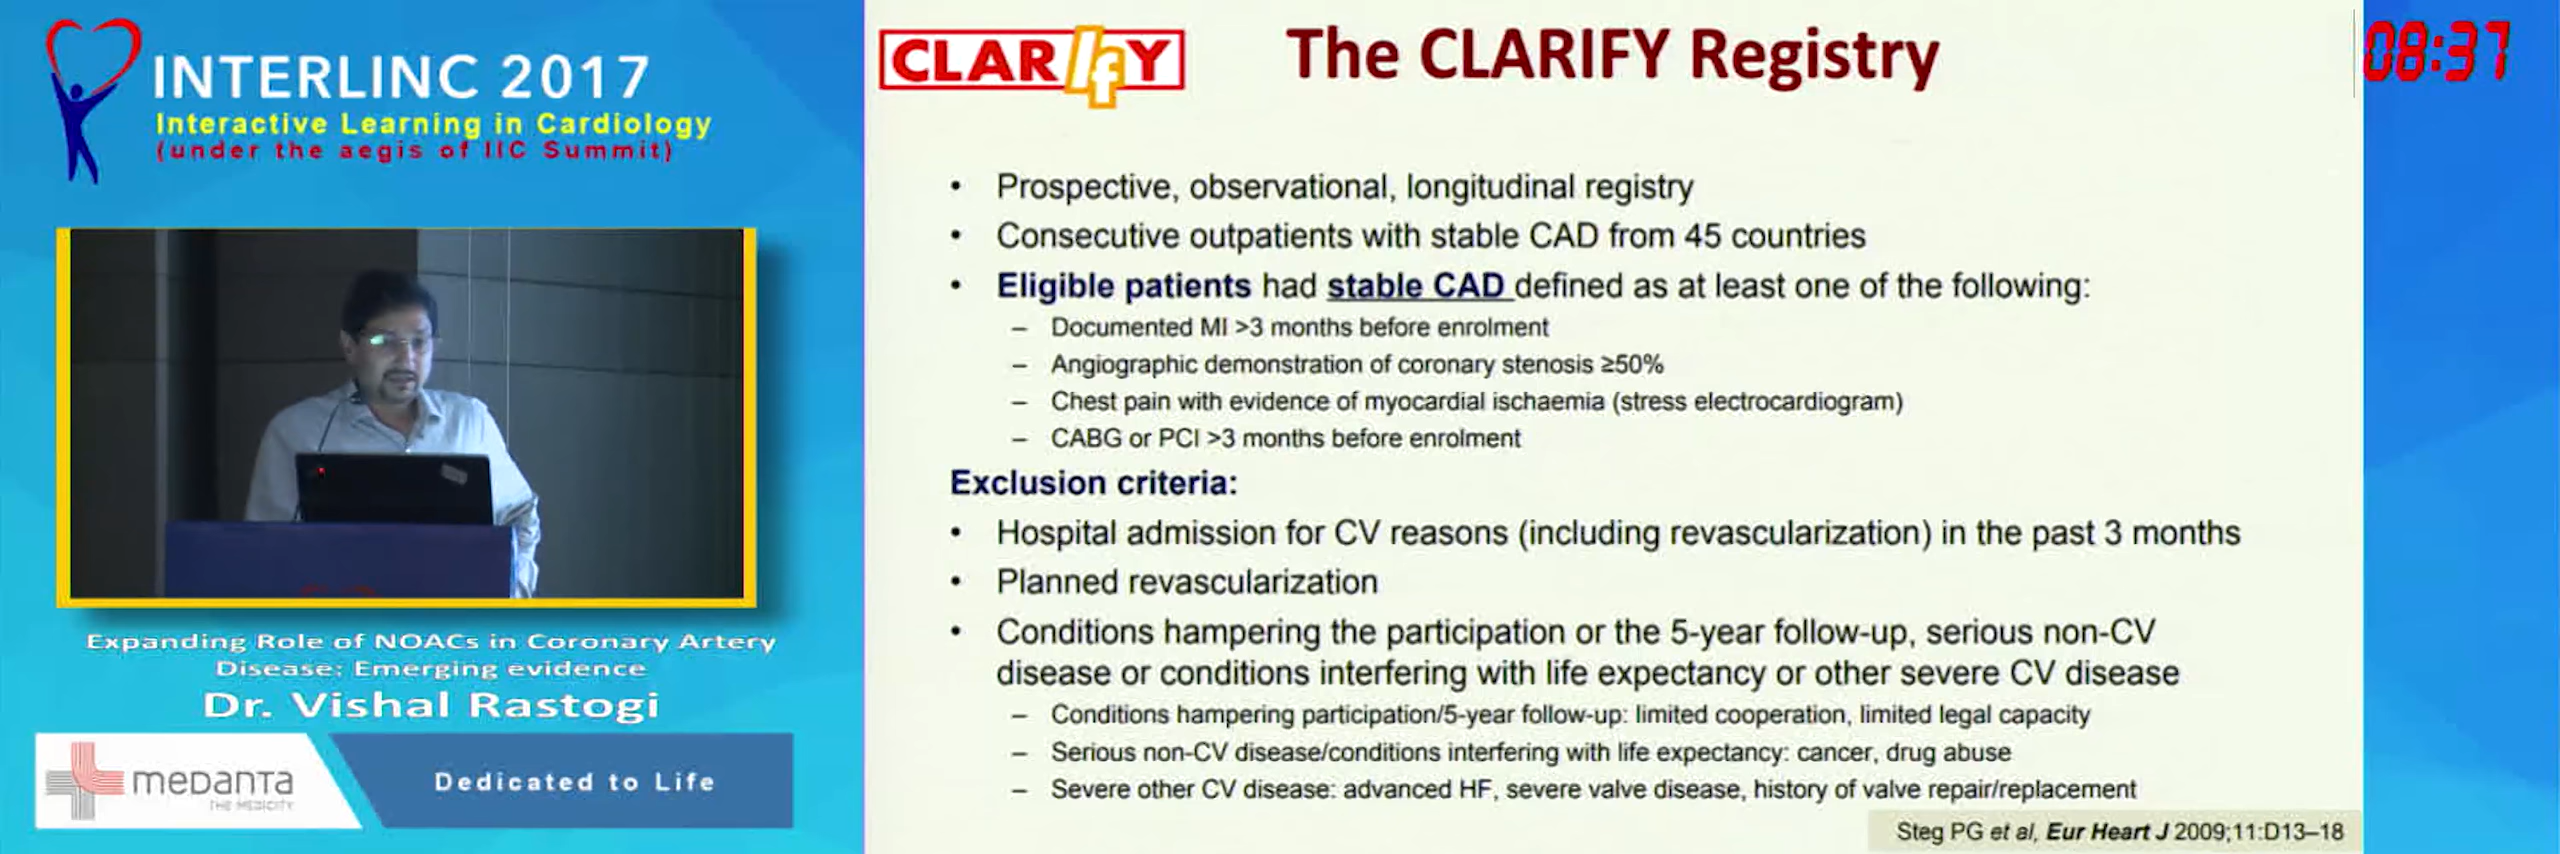 INTERLINC 2017
Interactive Learning in Cardiology
(under the aegis of IIC Summit)
Expanding Role of NOACs in Coronary Artery
Disease: Emerging evidence
Dr. Vishal Rastogi
medanta
THE MEDICITY
Dedicated to Life
CLARIfY
The CLARIFY Registry
08:37
• Prospective, observational, longitudinal registry
• Consecutive outpatients with stable CAD from 45 countries
• Eligible patients had stable CAD defined as at least one of the following:
– Documented MI >3 months before enrolment
– Angiographic demonstration of coronary stenosis ≥50%
– Chest pain with evidence of myocardial ischaemia (stress electrocardiogram)
– CABG or PCI >3 months before enrolment
Exclusion criteria:
• Hospital admission for CV reasons (including revascularization) in the past 3 months
• Planned revascularization
• Conditions hampering the participation or the 5-year follow-up, serious non-CV
disease or conditions interfering with life expectancy or other severe CV disease
– Conditions hampering participation/5-year follow-up: limited cooperation, limited legal capacity
– Serious non-CV disease/conditions interfering with life expectancy: cancer, drug abuse
– Severe other CV disease: advanced HF, severe valve disease, history of valve repair/replacement
Steg PG et al, Eur Heart J 2009;11:D13–18